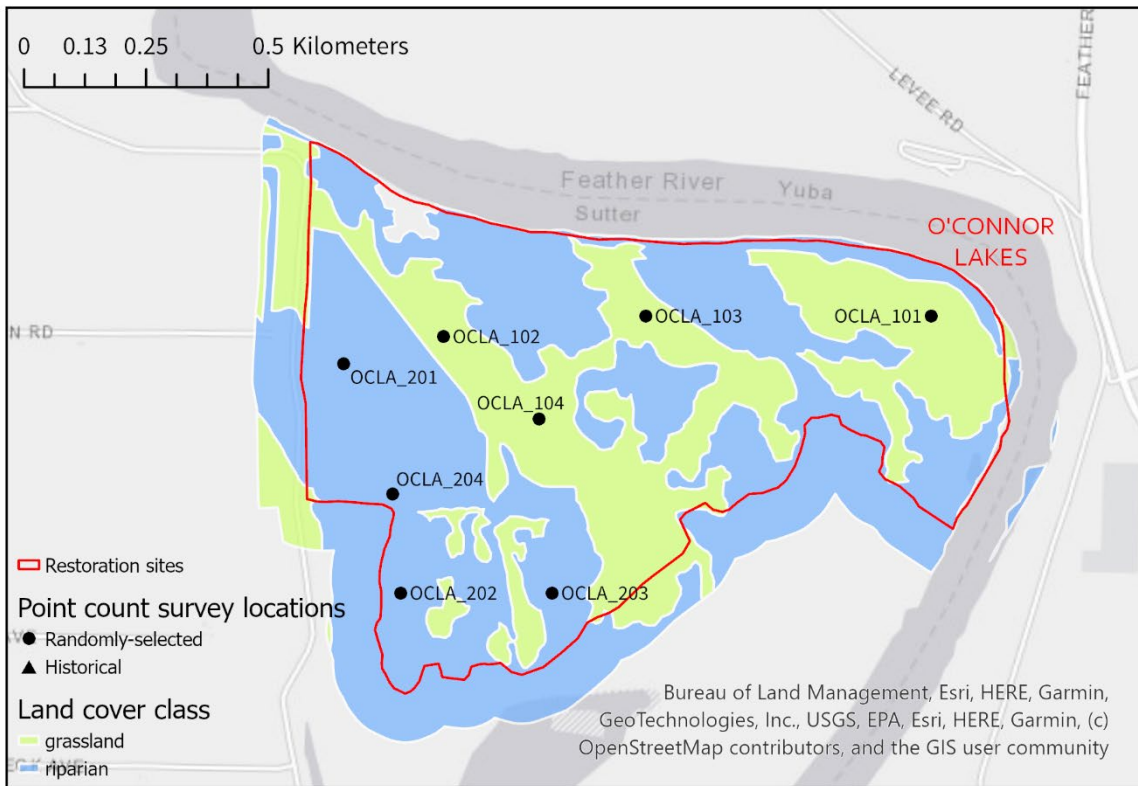 0 0.13 0.25 0.5 Kilometers
LEVEE RD
FEATHER
Feather River Yuba
Sutter
O'CONNOR
LAKES
OCLA_103
OCLA_101
N RD
OCLA_102
OCLA_201
OCLA_104
OCLA_204
OCLA_202
OCLA_203
Restoration sites
Point count survey locations
Randomly-selected
Historical
Land cover class
grassland
riparian
Bureau of Land Management, Esri, HERE, Garmin,
GeoTechnologies, Inc., USGS, EPA, Esri, HERE, Garmin, (c)
OpenStreetMap contributors, and the GIS user community